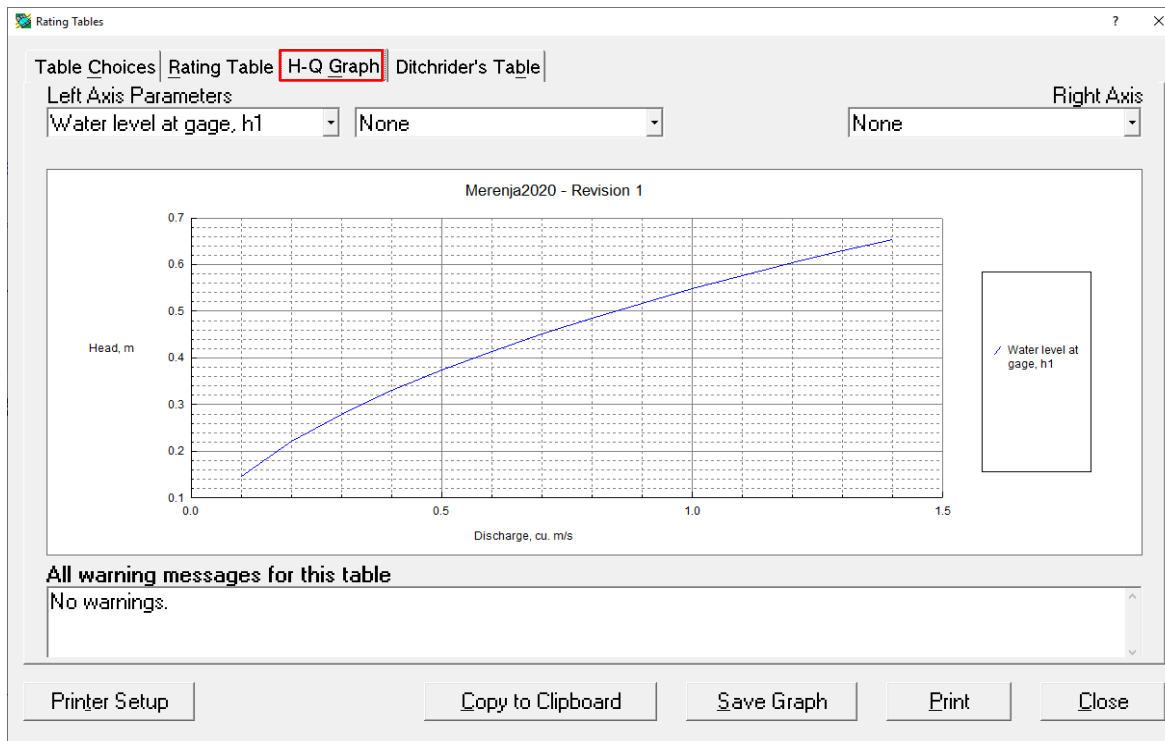 Rating Tables
Table Choices Rating Table H-Q Graph Ditchrider's Table
Left Axis Parameters Right Axis
Water level at gage, h1 None None
Merenja2020 - Revision 1
0.7
0.6
0.5
0.4
0.3
0.2
0.1
Head, m
0.0 0.5 1.0 1.5
Discharge, cu. m/s
Water level at
gage, h1
All warning messages for this table
No warnings.
Printer Setup Copy to Clipboard Save Graph Print Close